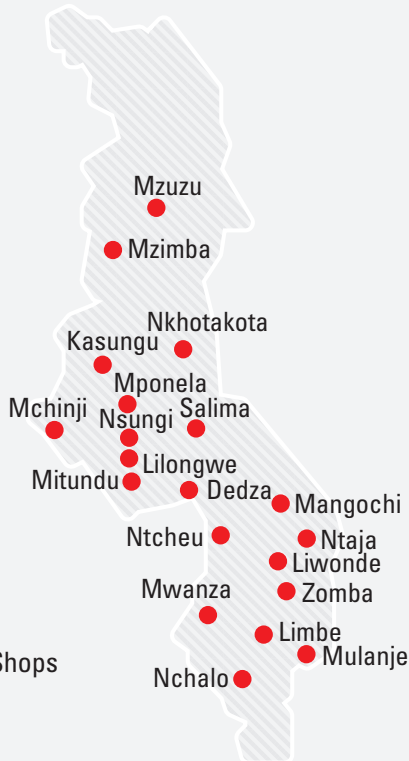 Mzuzu
Mzimba
Nkhotakota
Kasungu
Mponela
Mchinji
Nsungi
Salima
Lilongwe
Mitundu
Dedza
Mangochi
Ntcheu
Ntaja
Liwonde
Mwanza
Zomba
Limbe
Mulanje
Nchalo